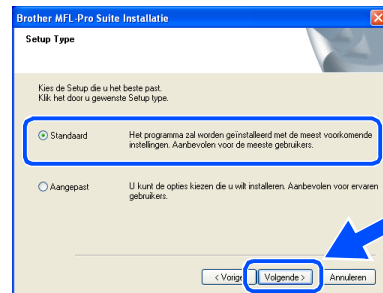 Brother MFL-Pro Suite Installatie
Setup Type
Kies de Setup die u het beste past.
Klik het door u gewenste Setup type.
Standaard
Het programma zal worden geïnstalleerd met de meest voorkomende
instellingen. Aanbevolen voor de meeste gebruikers.
Aangepast
U kunt de opties kiezen die u wilt installeren. Aanbevolen voor ervaren
gebruikers.
< Vorige
Volgende >
Annuleren